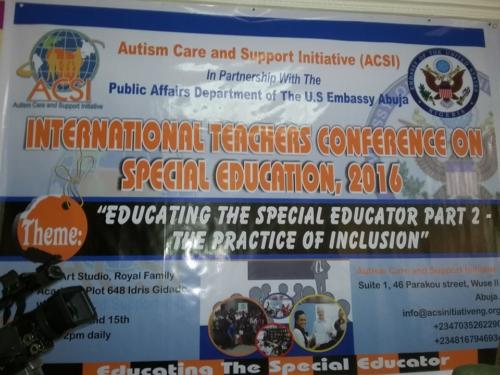 Autism Care and Support Initiative (ACSI)
In Partnership With The
Public Affairs Department of The U.S Embassy Abuja
ACSI
Autism Care and Support Initiative
INTERNATIONAL TEACHERS CONFERENCE ON
SPECIAL EDUCATION, 2016
Theme:
"EDUCATING THE SPECIAL EDUCATOR PART 2 -
THE PRACTICE OF INCLUSION"
Art Studio, Royal Family
Plot 648 Idris Gidado
nd 15th
2pm daily
Autism Care and Support Initiative
Suite 1, 46 Parakou street, Wuse II
Abuja
info@acsinitiativeng.org
+234703526229
+234816794693
Educating The Special Educator